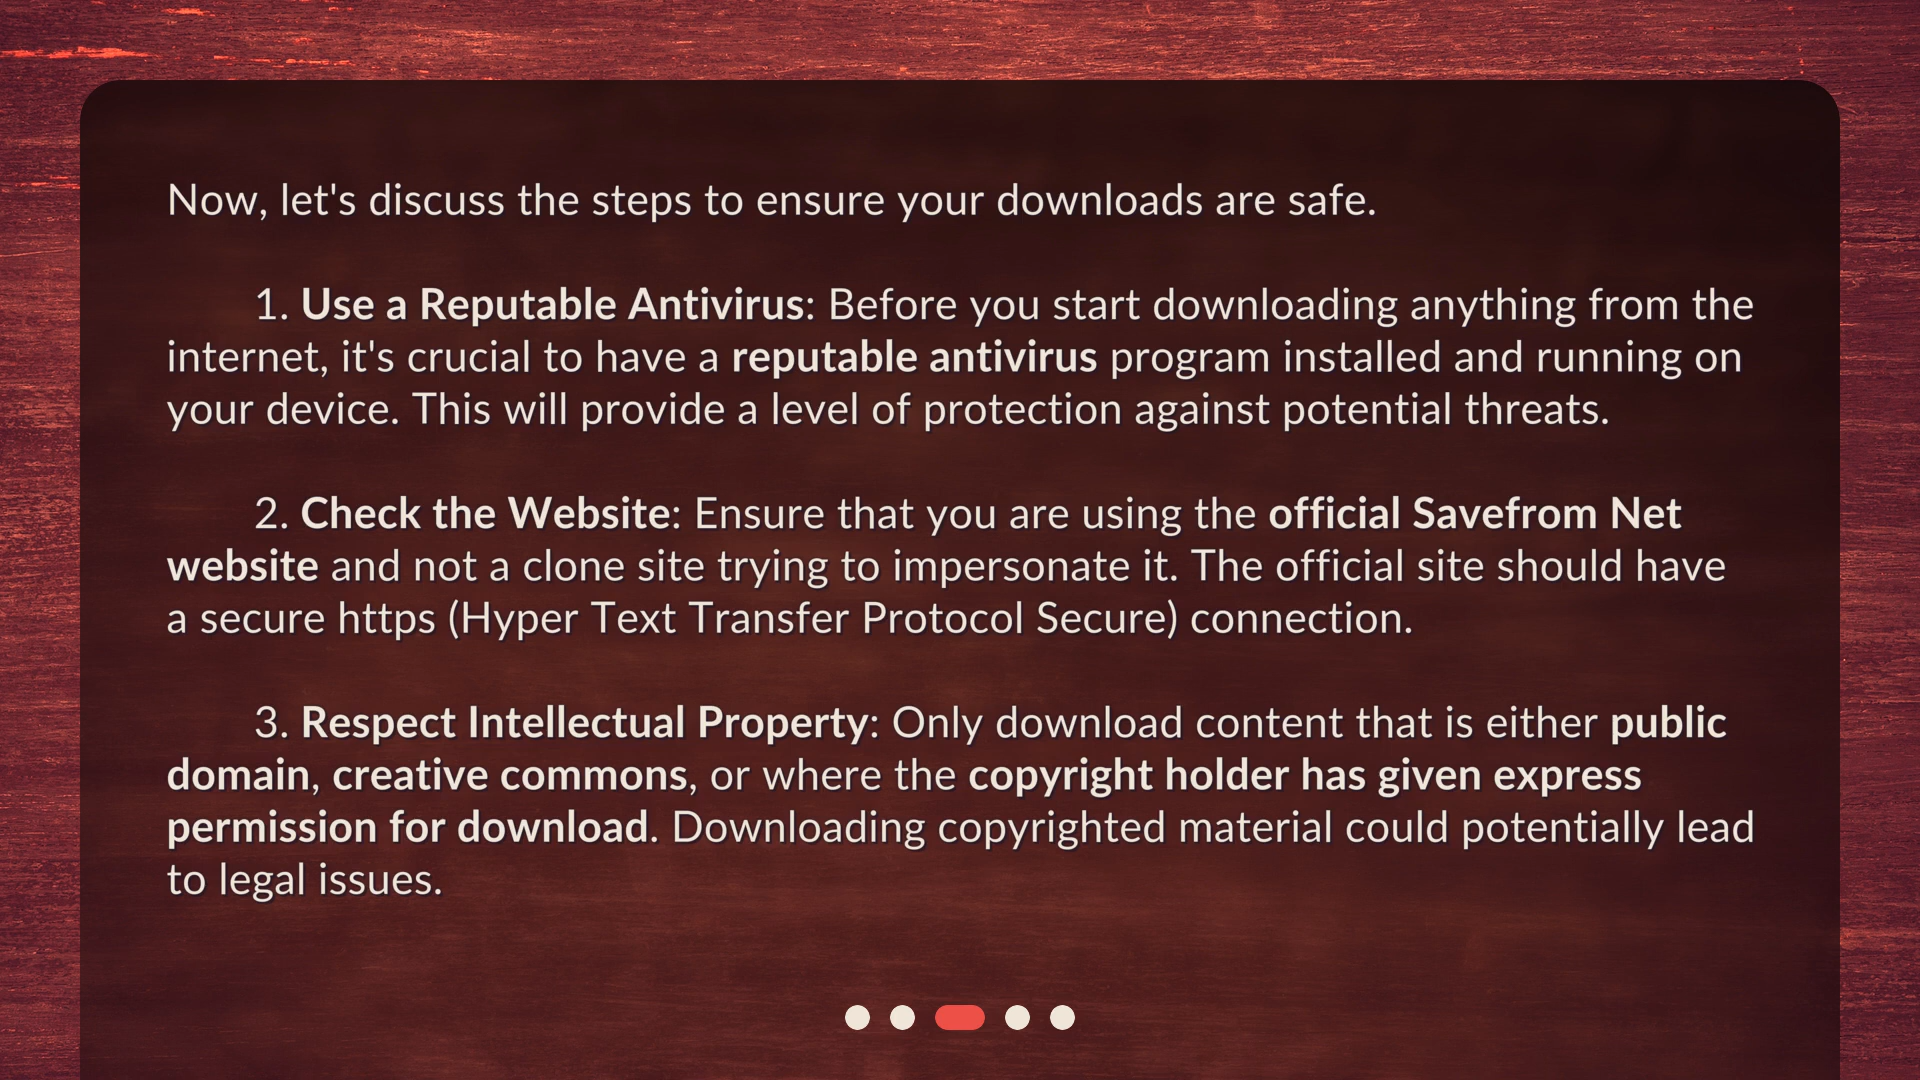 Now, let's discuss the steps to ensure your downloads are safe.
1. Use a Reputable Antivirus: Before you start downloading anything from the
internet, it's crucial to have a reputable antivirus program installed and running on
your device. This will provide a level of protection against potential threats.
2. Check the Website: Ensure that you are using the official Savefrom Net
website and not a clone site trying to impersonate it. The official site should have
a secure https (Hyper Text Transfer Protocol Secure) connection.
3. Respect Intellectual Property: Only download content that is either public
domain, creative commons, or where the copyright holder has given express
permission for download. Downloading copyrighted material could potentially lead
to legal issues.